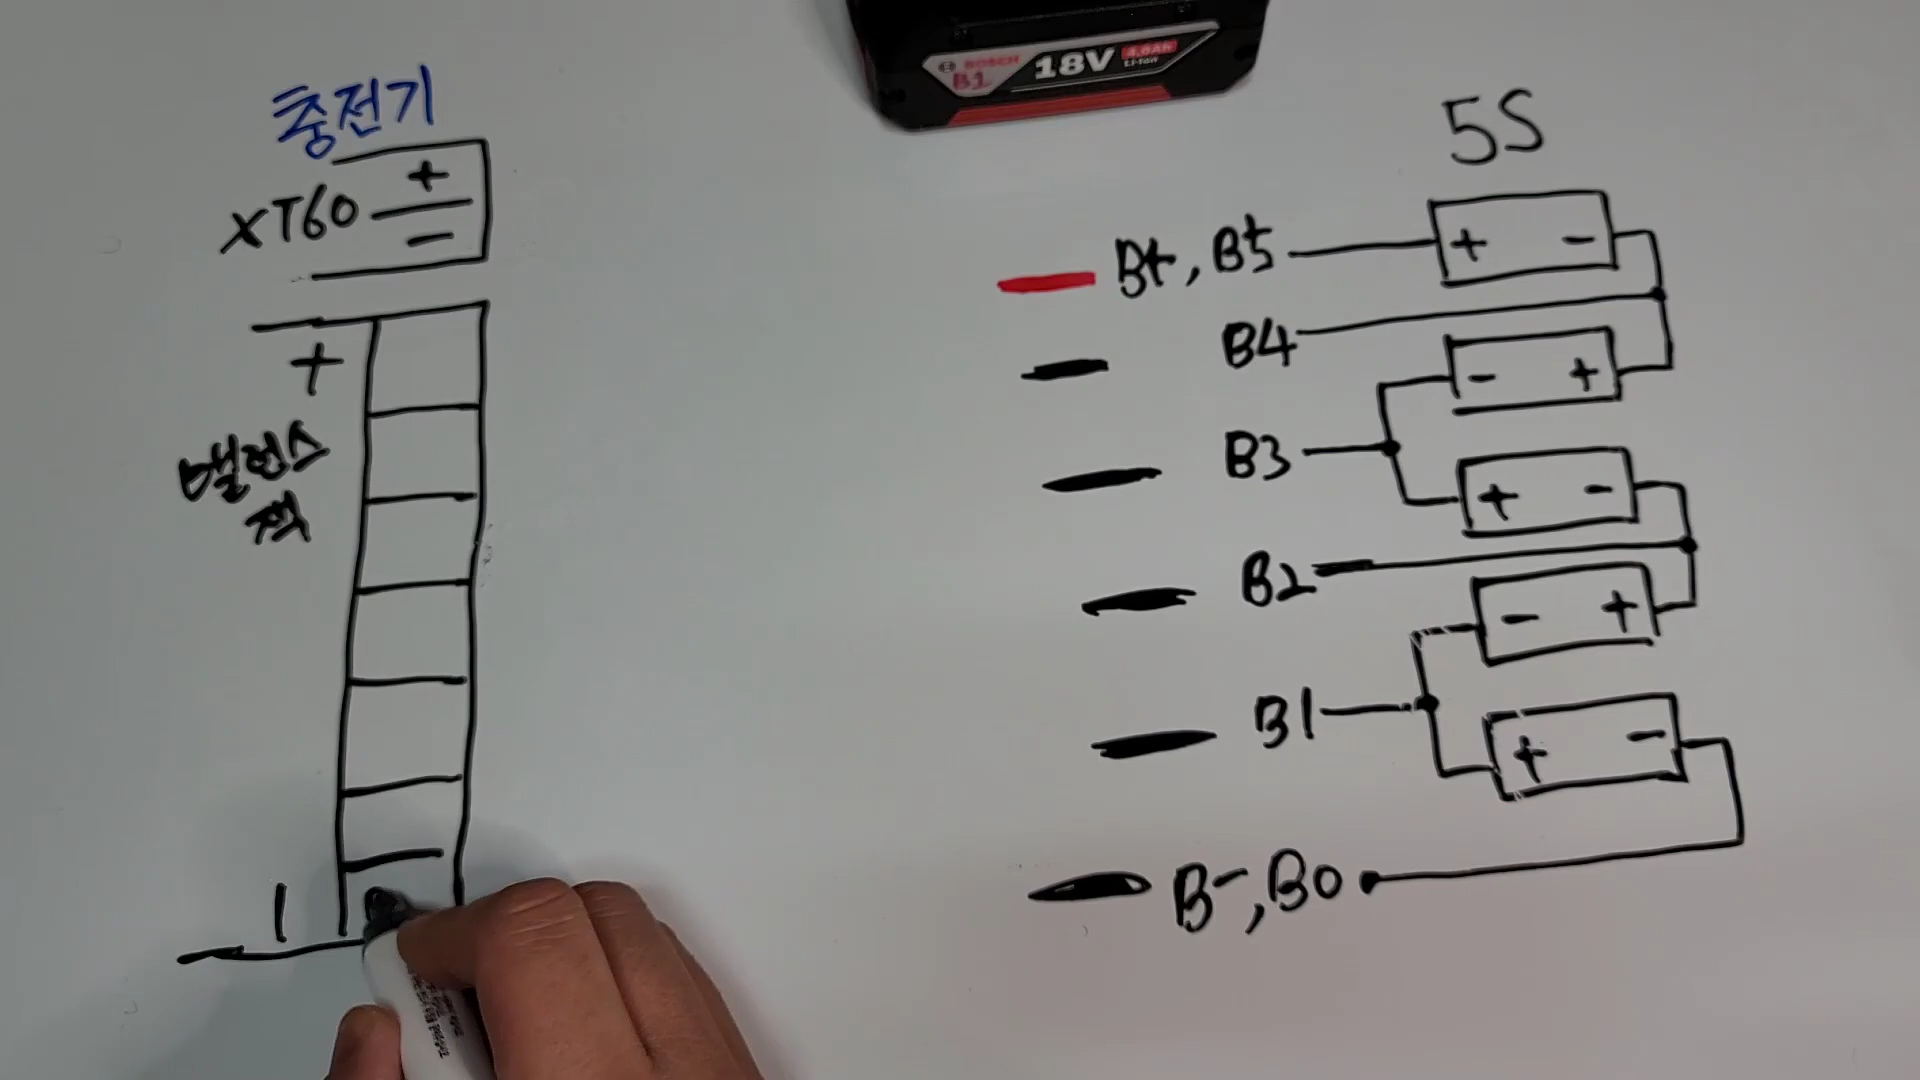 충전기
+
XT60
-
+
밸런스
잭
-
BOSCH
B1
18V
4.0Ah
Li-Ion
5S
B+, B5
+ -
B4
- +
B3
+ -
B2
- +
B1
+ -
B-, B0